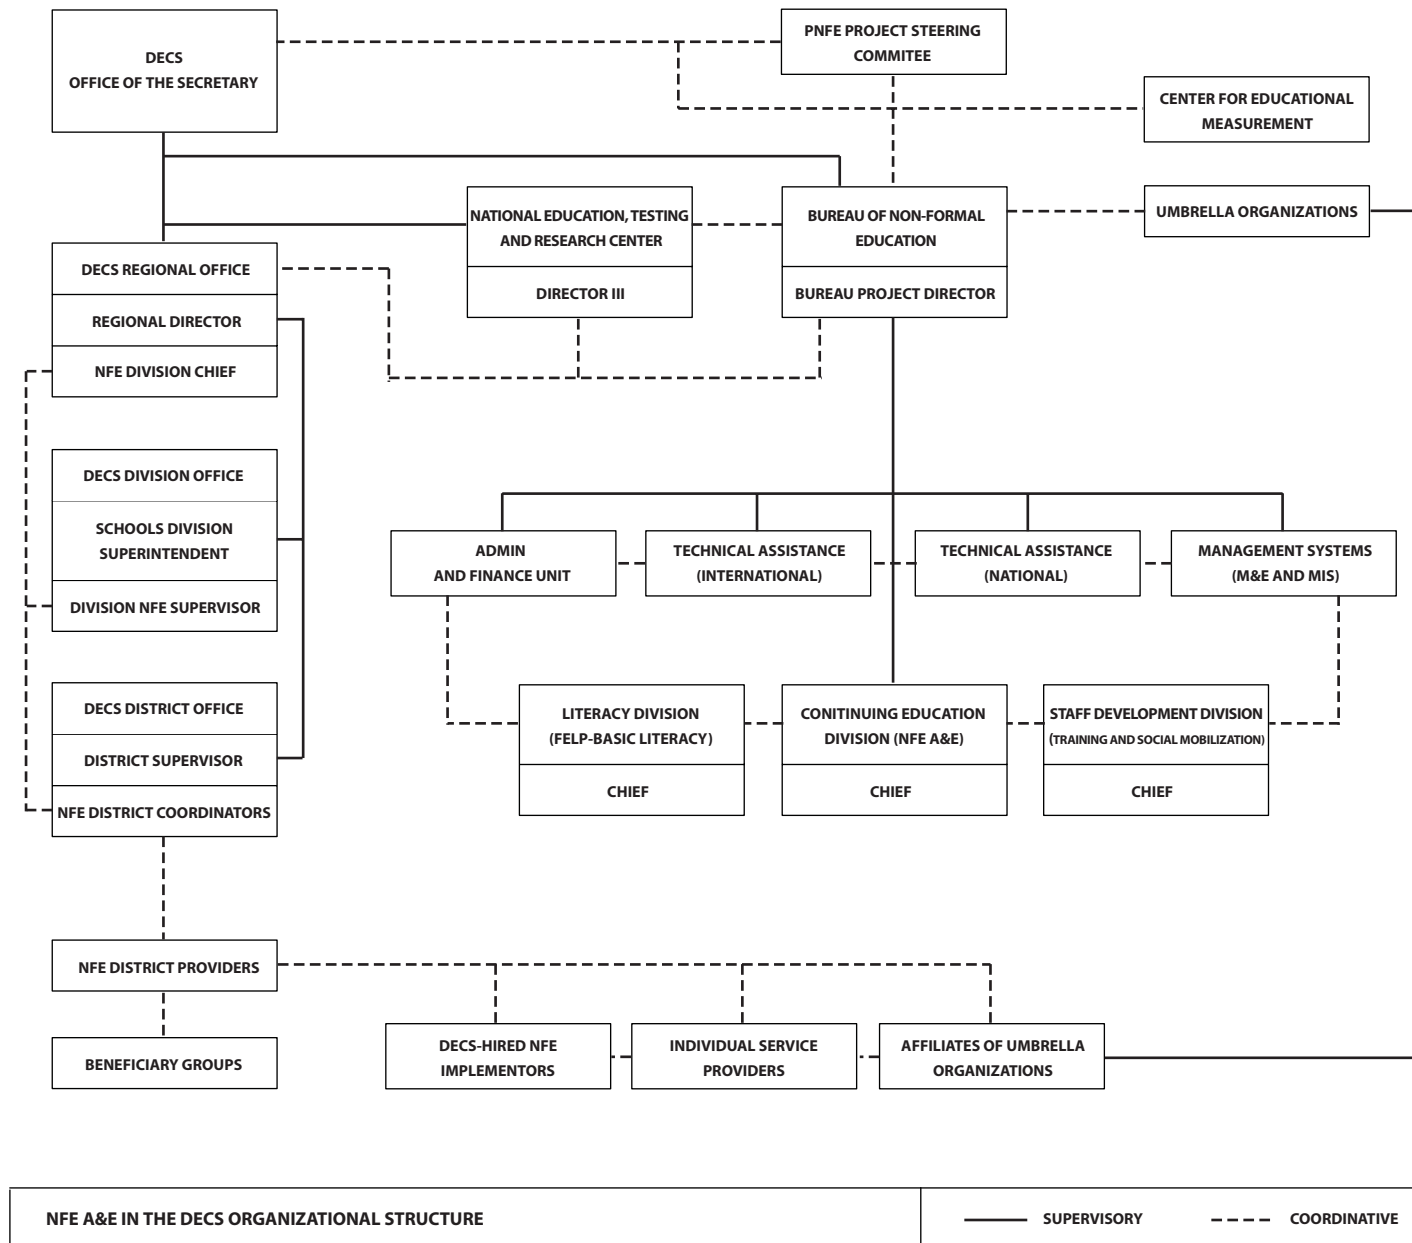 DECS
OFFICE OF THE SECRETARY
PNFE PROJECT STEERING
COMMITEE
CENTER FOR EDUCATIONAL
MEASUREMENT
NATIONAL EDUCATION, TESTING
AND RESEARCH CENTER
DIRECTOR III
BUREAU OF NON-FORMAL
EDUCATION
BUREAU PROJECT DIRECTOR
UMBRELLA ORGANIZATIONS
DECS REGIONAL OFFICE
REGIONAL DIRECTOR
NFE DIVISION CHIEF
DECS DIVISION OFFICE
SCHOOLS DIVISION
SUPERINTENDENT
DIVISION NFE SUPERVISOR
ADMIN
AND FINANCE UNIT
TECHNICAL ASSISTANCE
(INTERNATIONAL)
TECHNICAL ASSISTANCE
(NATIONAL)
MANAGEMENT SYSTEMS
(M&E AND MIS)
DECS DISTRICT OFFICE
DISTRICT SUPERVISOR
NFE DISTRICT COORDINATORS
LITERACY DIVISION
(FELP-BASIC LITERACY)
CHIEF
CONITINUING EDUCATION
DIVISION (NFE A&E)
CHIEF
STAFF DEVELOPMENT DIVISION
(TRAINING AND SOCIAL MOBILIZATION)
CHIEF
NFE DISTRICT PROVIDERS
BENEFICIARY GROUPS
DECS-HIRED NFE
IMPLEMENTORS
INDIVIDUAL SERVICE
PROVIDERS
AFFILIATES OF UMBRELLA
ORGANIZATIONS
NFE A&E IN THE DECS ORGANIZATIONAL STRUCTURE
SUPERVISORY
COORDINATIVE